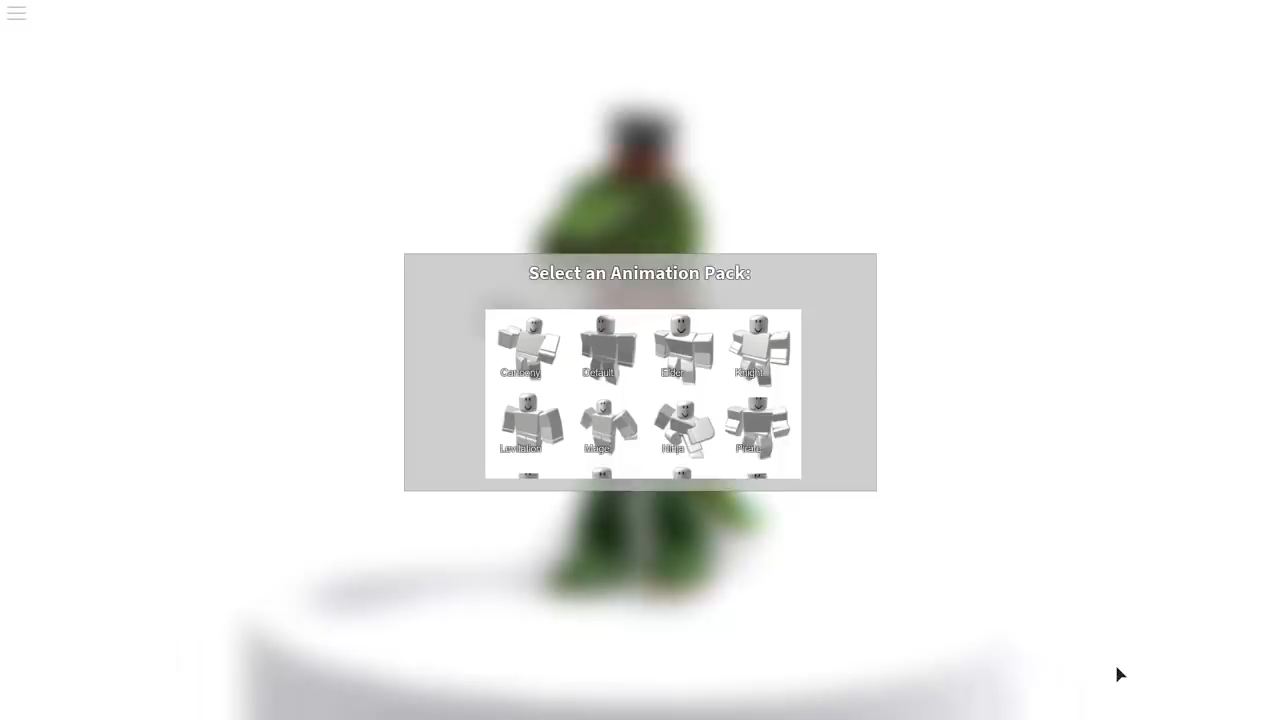 Select an Animation Pack:
Cartoony Default Elder Knight
Levitation Mage Ninja Pirate